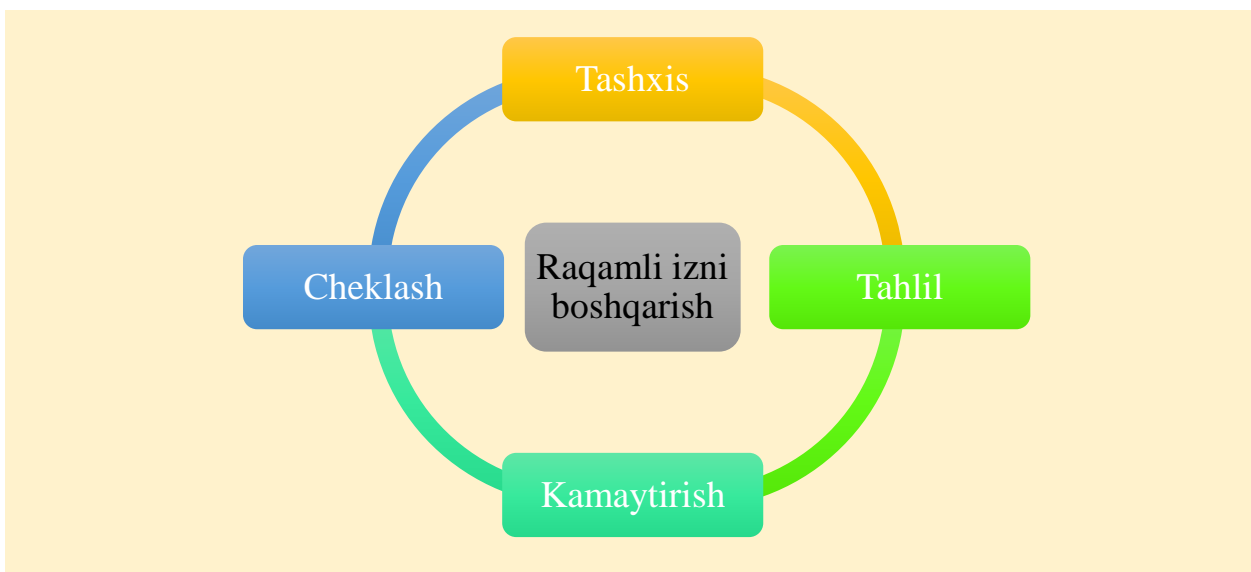 Tashxis
Cheklash
Raqamli izni
boshqarish
Tahlil
Kamaytirish